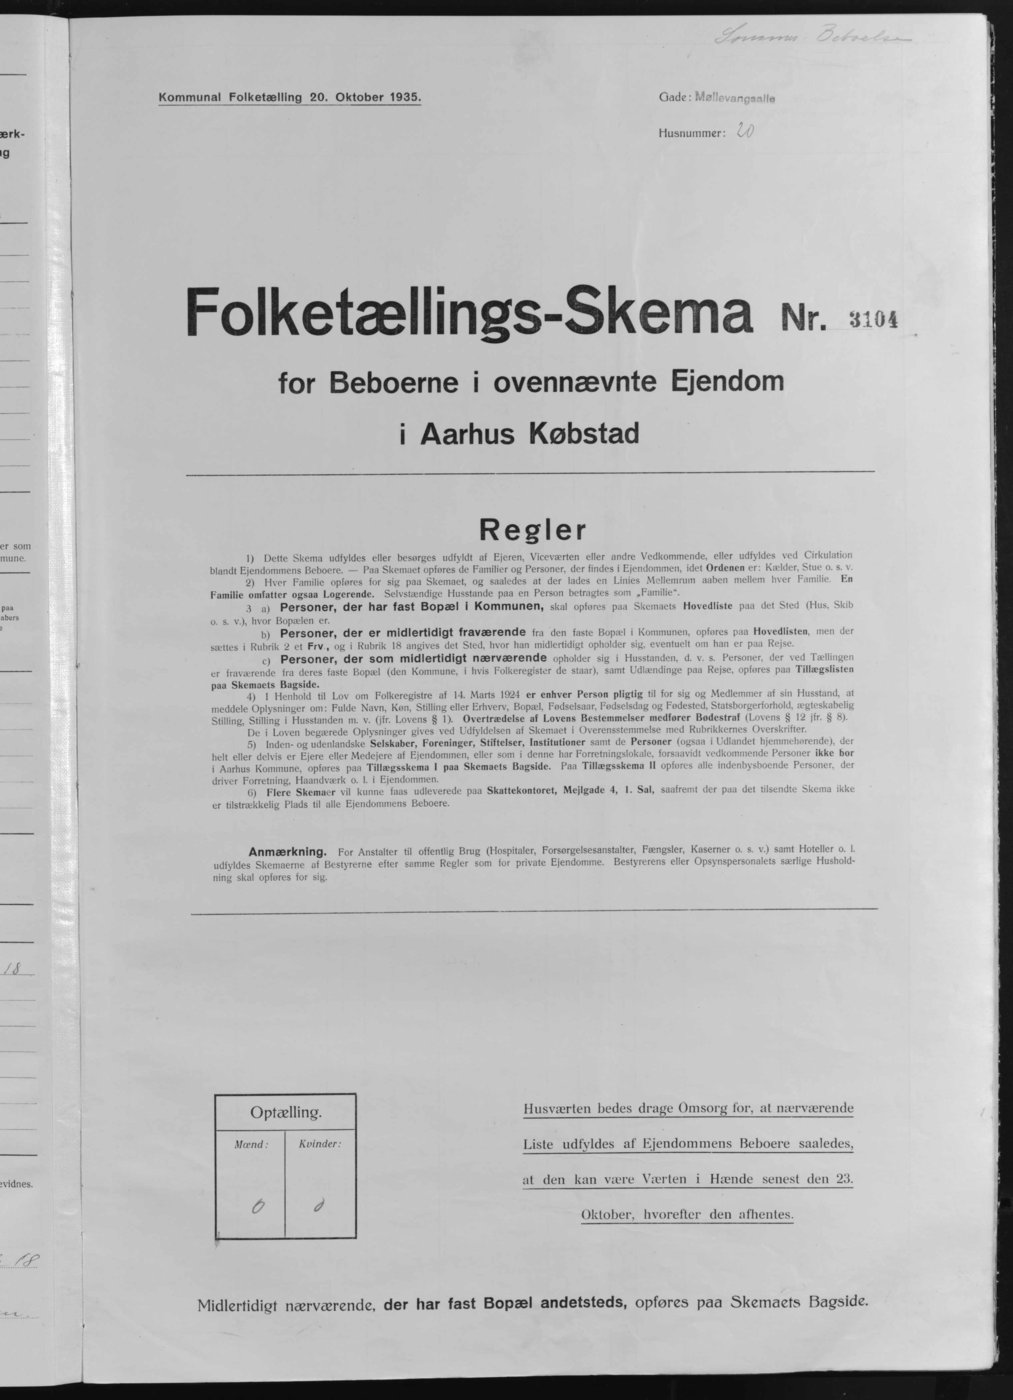 Sommer-Beboelse
Kommunal Folketælling 20. Oktober 1935.
Gade: Møllevangsalle
Husnummer: 20
Folketællings-Skema Nr. 3104
for Beboerne i ovennævnte Ejendom
i Aarhus Købstad
Regler
1) Dette Skema udfyldes eller besørges udfyldt af Ejeren, Viceværten eller andre Vedkommende, eller udfyldes ved Cirkulation
blandt Ejendommens Beboere. — Paa Skemaet opføres de Familier og Personer, der findes i Ejendommen, idet Ordenen er: Kælder, Stue o. s. v.
2) Hver Familie opføres for sig paa Skemaet, og saaledes at der lades en Linies Mellemrum aaben mellem hver Familie. En
Familie omfatter ogsaa Logerende. Selvstændige Husstande paa en Person betragtes som „Familie“.
3 a) Personer, der har fast Bopæl i Kommunen, skal opføres paa Skemaets Hovedliste paa det Sted (Hus, Skib
o. s. v.), hvor Bopælen er.
b) Personer, der er midlertidigt fraværende fra den faste Bopæl i Kommunen, opføres paa Hovedlisten, men der
sættes i Rubrik 2 et Frv., og i Rubrik 18 angives det Sted, hvor han midlertidigt opholder sig, eventuelt om han er paa Rejse.
c) Personer, der som midlertidigt nærværende opholder sig i Husstanden, d. v. s. Personer, der ved Tællingen
er fraværende fra deres faste Bopæl (den Kommune, i hvis Folkeregister de staar), samt Udlændinge paa Rejse, opføres paa Tillægslisten
paa Skemaets Bagside.
4) I Henhold til Lov om Folkeregistre af 14. Marts 1924 er enhver Person pligtig til for sig og Medlemmer af sin Husstand, at
meddele Oplysninger om: Fulde Navn, Køn, Stilling eller Erhverv, Bopæl, Fødselsaar, Fødselsdag og Fødested, Statsborgerforhold, ægteskabelig
Stilling, Stilling i Husstanden m. v. (jfr. Lovens § 1). Overtrædelse af Lovens Bestemmelser medfører Bødestraf (Lovens § 12 jfr. § 8).
De i Loven begærede Oplysninger gives ved Udfyldelsen af Skemaet i Overensstemmelse med Rubrikkernes Overskrifter.
5) Inden- og udenlandske Selskaber, Foreninger, Stiftelser, Institutioner samt de Personer (ogsaa i Udlandet hjemmehørende), der
helt eller delvis er Ejere eller Medejere af Ejendommen, eller som i denne har Forretningslokale, forsaavidt vedkommende Personer ikke bor
i Aarhus Kommune, opføres paa Tillægsskema I paa Skemaets Bagside. Paa Tillægsskema II opføres alle indenbysboende Personer, der
driver Forretning, Haandværk o. l. i Ejendommen.
6) Flere Skemaer vil kunne faas udleverede paa Skattekontoret, Mejlgade 4, 1. Sal, saafremt der paa det tilsendte Skema ikke
er tilstrækkelig Plads til alle Ejendommens Beboere.
Anmærkning. For Anstalter til offentlig Brug (Hospitaler, Forsørgelsesanstalter, Fængsler, Kaserner o. s. v.) samt Hoteller o. l.
udfyldes Skemaerne af Bestyrerne efter samme Regler som for private Ejendomme. Bestyrerens eller Opsynspersonalets særlige Hushold-
ning skal opføres for sig.
Optælling.
Mænd: Kvinder:
0 0
Husværten bedes drage Omsorg for, at nærværende
Liste udfyldes af Ejendommens Beboere saaledes,
at den kan være Værten i Hænde senest den 23.
Oktober, hvorefter den afhentes.
Midlertidigt nærværende, der har fast Bopæl andetsteds, opføres paa Skemaets Bagside.
ærk-
er som
mune.
paa
18
evidnes.
18